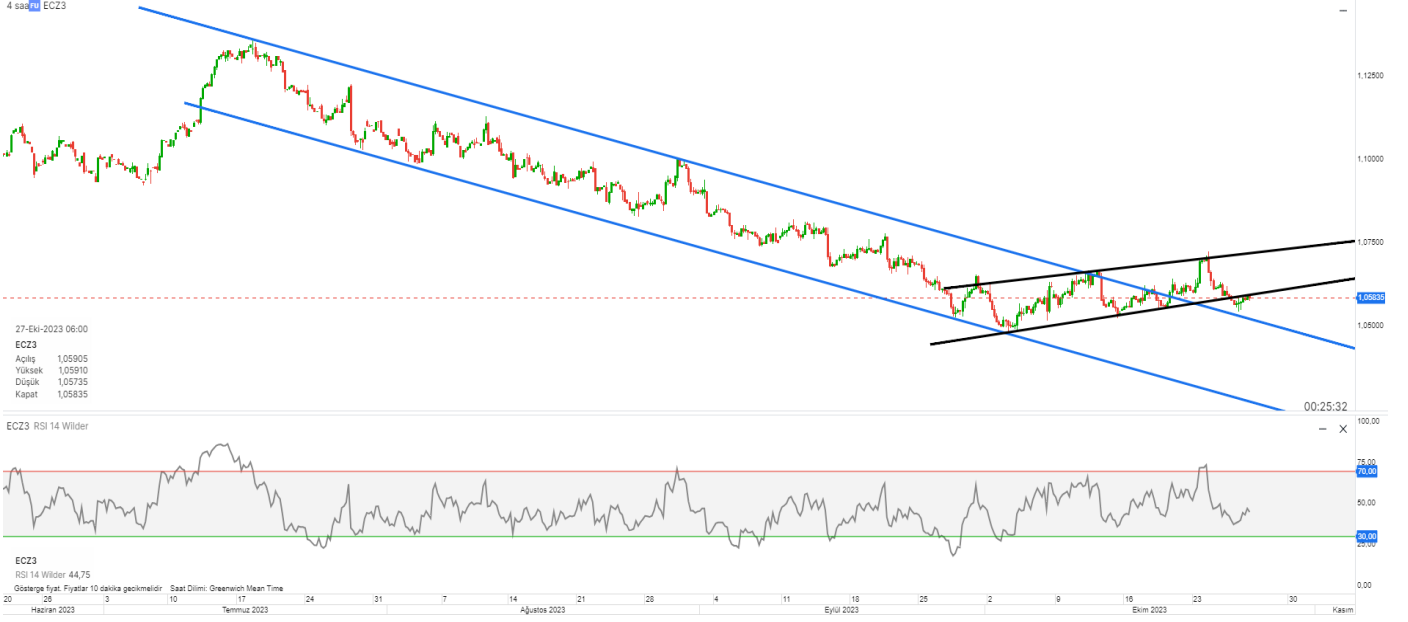 4 saa FU ECZ3
1,12500
1,10000
1,07500
1,05835
1,05000
27-Eki-2023 06:00
ECZ3
Açılış 1,05905
Yüksek 1,05910
Düşük 1,05735
Kapat 1,05835
00:25:32
ECZ3 RSI 14 Wilder
100,00
75,00
70,00
50,00
30,00
25,00
0,00
ECZ3
RSI 14 Wilder 44,75
Gösterge fiyat. Fiyatlar 10 dakika gecikmelidir Saat Dilimi: Greenwich Mean Time
20 26 3 10 17 24 31 7 14 21 28 4 11 18 25 2 9 16 23 30
Haziran 2023 Temmuz 2023 Ağustos 2023 Eylül 2023 Ekim 2023 Kasım